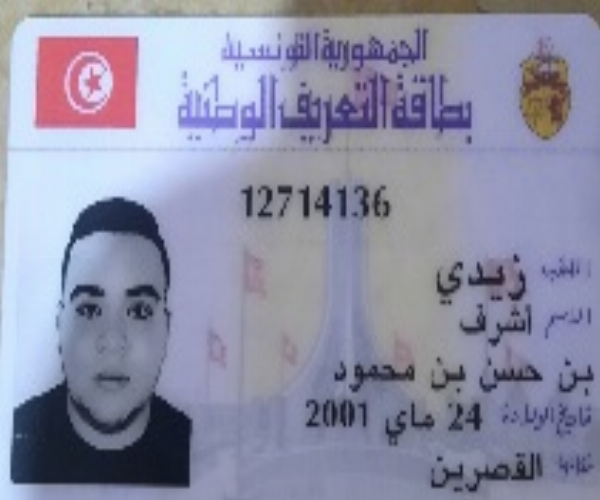 الجمهورية التونسية
بطاقة التعريف الوطنية
12714136
اللقب زيدي
الاسم أشرف
بن حسن بن محمود
تاريخ الولادة 24 ماي 2001
مكانها القصرين